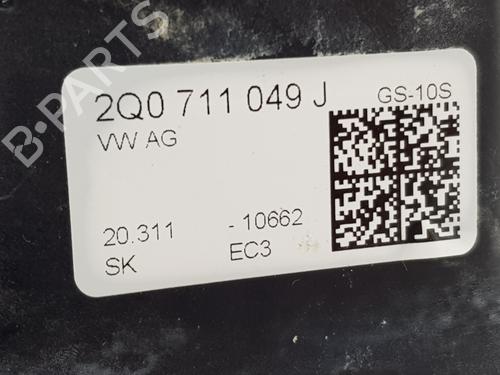 2Q0 711 049 J GS-10S
VW AG
20.311 - 10662
SK EC3
B-PARTS